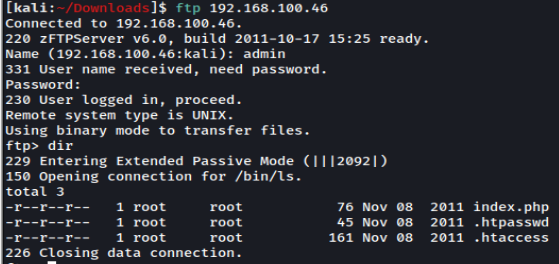 [kali:~/Downloads]$ ftp 192.168.100.46
Connected to 192.168.100.46.
220 zFTPServer v6.0, build 2011-10-17 15:25 ready.
Name (192.168.100.46:kali): admin
331 User name received, need password.
Password:
230 User logged in, proceed.
Remote system type is UNIX.
Using binary mode to transfer files.
ftp> dir
229 Entering Extended Passive Mode (|||2092|)
150 Opening connection for /bin/ls.
total 3
-r--r--r--   1 root     root           76 Nov 08  2011 index.php
-r--r--r--   1 root     root           45 Nov 08  2011 .htpasswd
-r--r--r--   1 root     root          161 Nov 08  2011 .htaccess
226 Closing data connection.